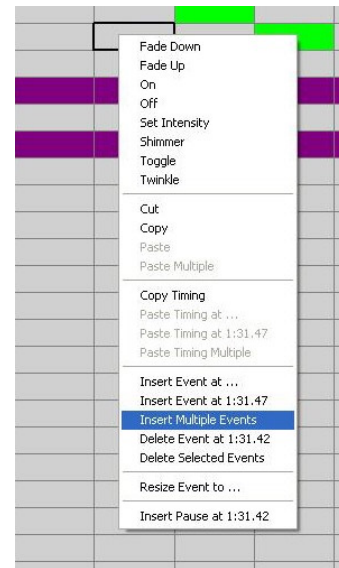 Fade Down
Fade Up
On
Off
Set Intensity
Shimmer
Toggle
Twinkle
Cut
Copy
Paste
Paste Multiple
Copy Timing
Paste Timing at ...
Paste Timing at 1:31.47
Paste Timing Multiple
Insert Event at ...
Insert Event at 1:31.47
Insert Multiple Events
Delete Event at 1:31.42
Delete Selected Events
Resize Event to ...
Insert Pause at 1:31.42